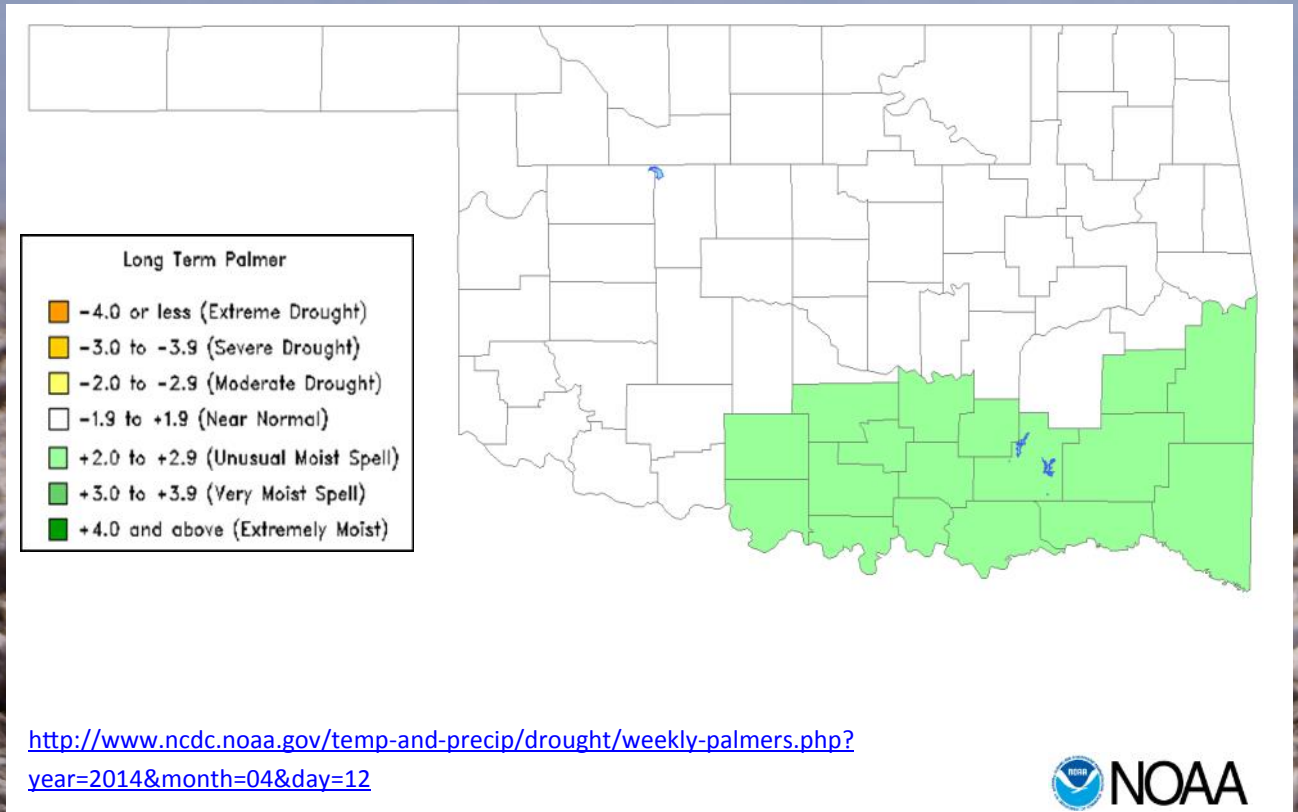 Long Term Palmer
-4.0 or less (Extreme Drought)
-3.0 to -3.9 (Severe Drought)
-2.0 to -2.9 (Moderate Drought)
-1.9 to +1.9 (Near Normal)
+2.0 to +2.9 (Unusual Moist Spell)
+3.0 to +3.9 (Very Moist Spell)
+4.0 and above (Extremely Moist)
http://www.ncdc.noaa.gov/temp-and-precip/drought/weekly-palmers.php?
year=2014&month=04&day=12
NOAA